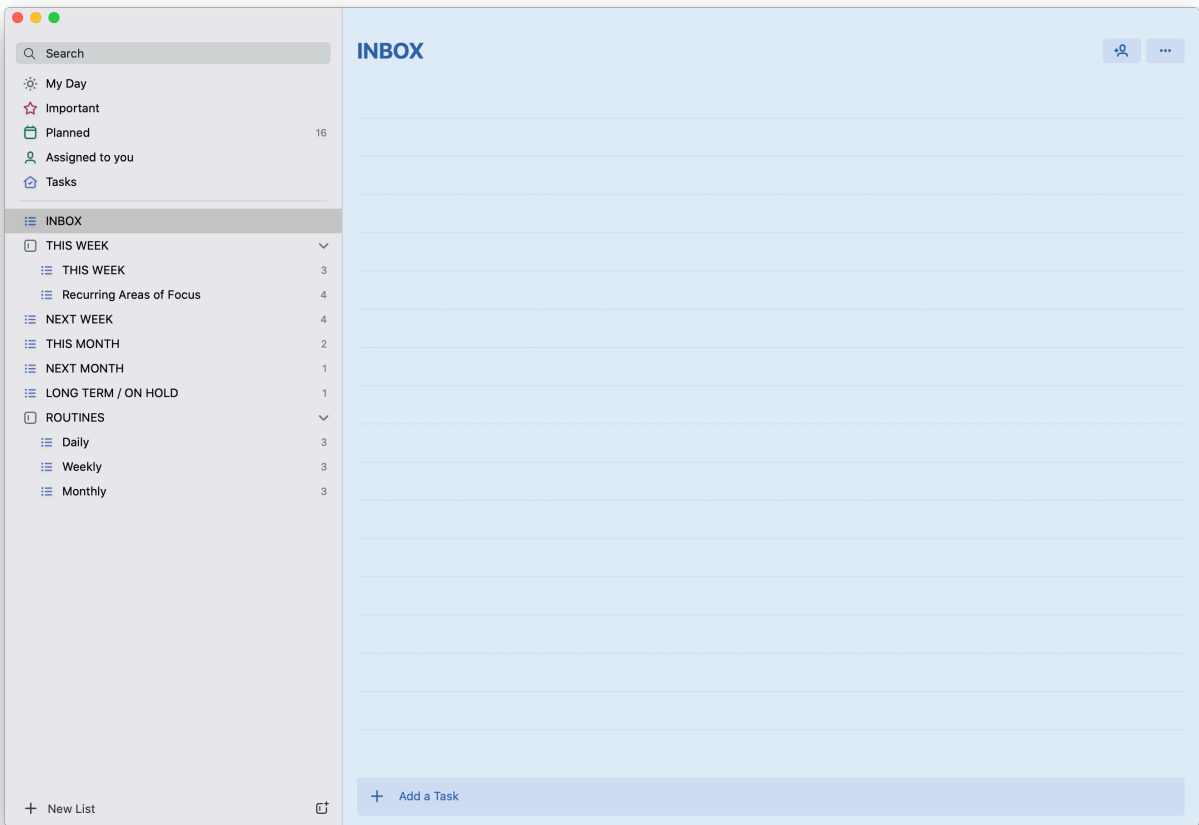 Search
My Day
Important
Planned 16
Assigned to you
Tasks
INBOX
THIS WEEK
THIS WEEK 3
Recurring Areas of Focus 4
NEXT WEEK 4
THIS MONTH 2
NEXT MONTH 1
LONG TERM / ON HOLD 1
ROUTINES
Daily 3
Weekly 3
Monthly 3
New List
INBOX
Add a Task